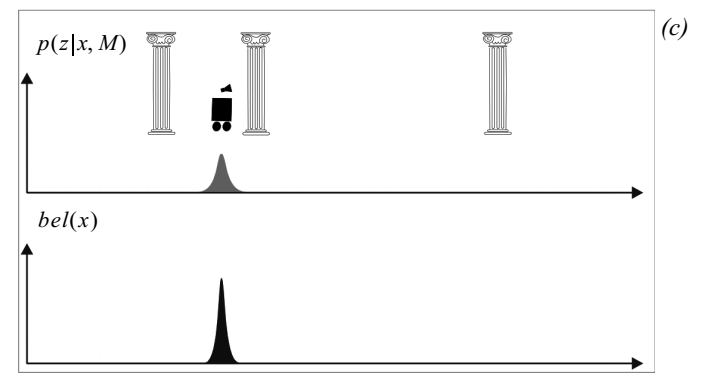 (c)
p(z|x, M)
bel(x)